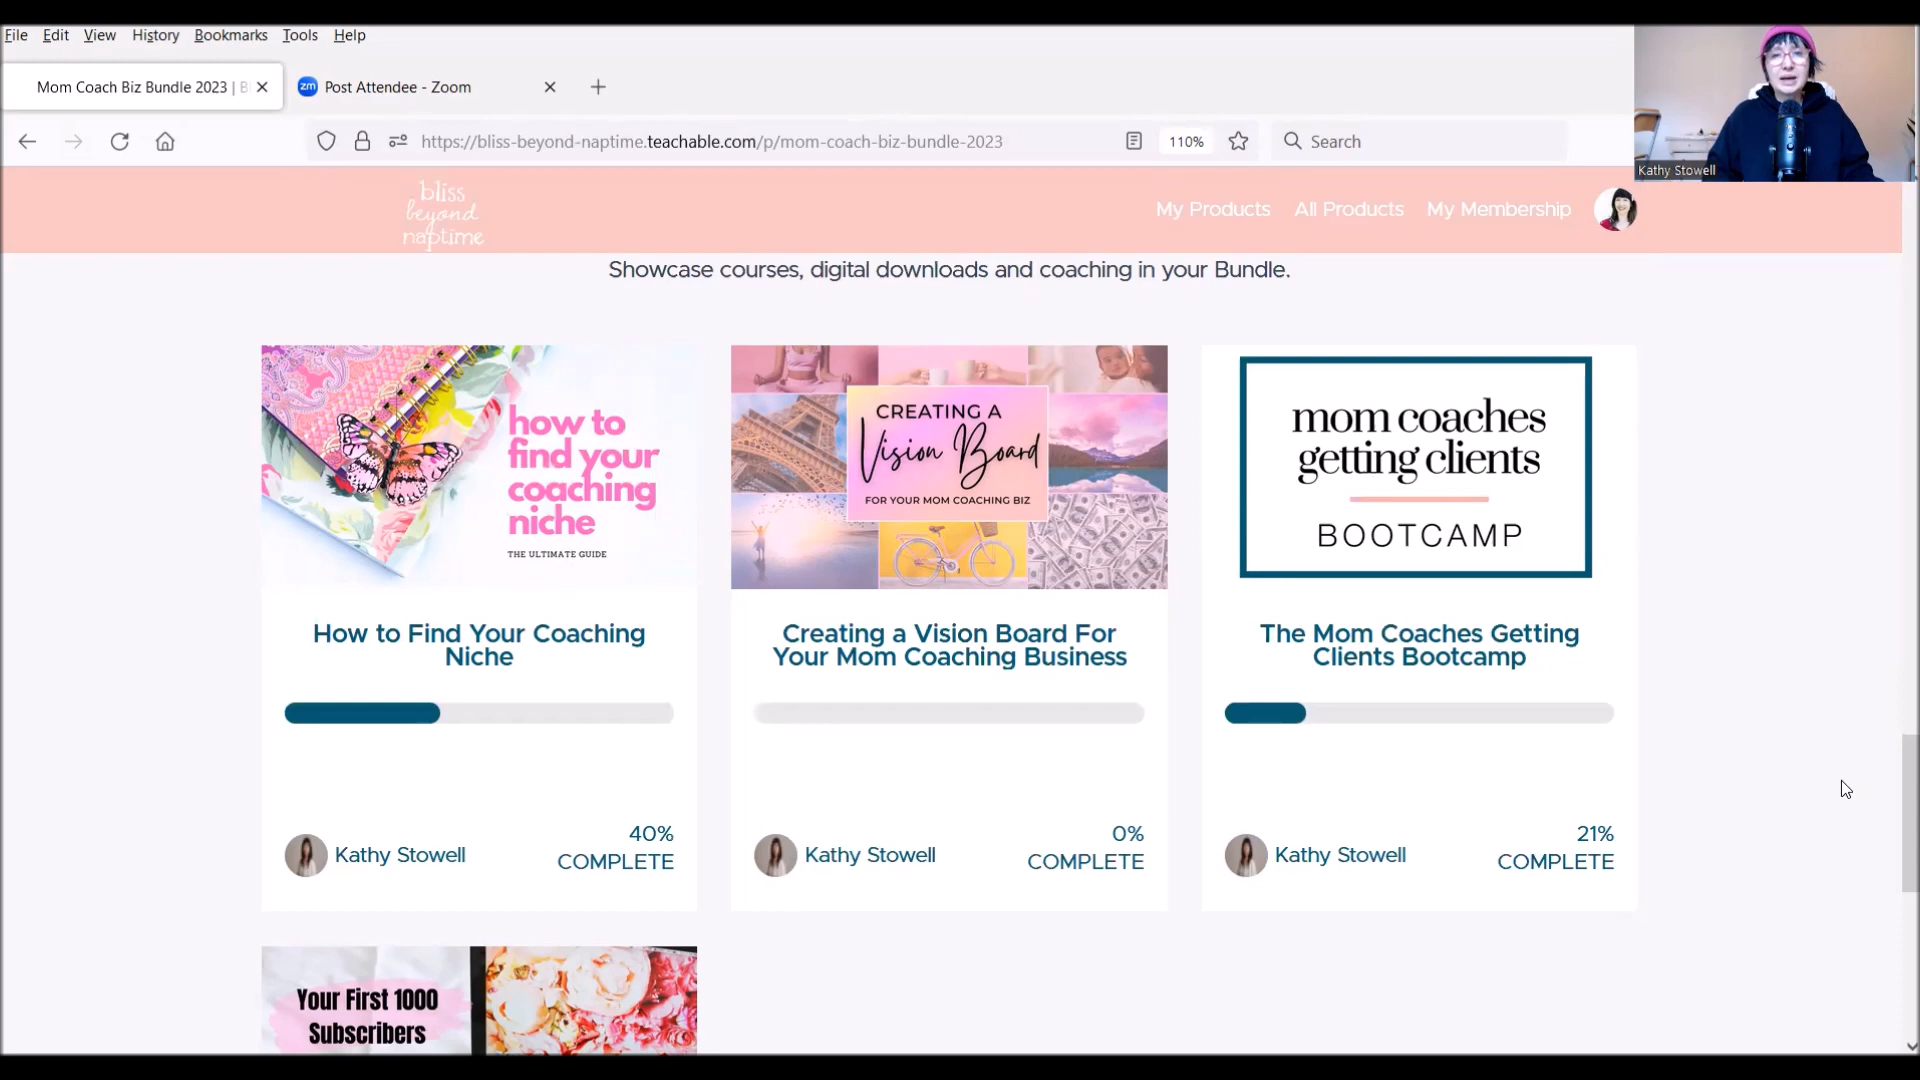 File Edit View History Bookmarks Tools Help
Mom Coach Biz Bundle 2023 | B
zm Post Attendee - Zoom
https://bliss-beyond-naptime.teachable.com/p/mom-coach-biz-bundle-2023
110%
Search
Kathy Stowell
bliss
beyond
naptime
My Products All Products My Membership
Showcase courses, digital downloads and coaching in your Bundle.
how to
find your
coaching
niche
THE ULTIMATE GUIDE
How to Find Your Coaching
Niche
Kathy Stowell
40%
COMPLETE
CREATING A
Vision Board
FOR YOUR MOM COACHING BIZ
Creating a Vision Board For
Your Mom Coaching Business
Kathy Stowell
0%
COMPLETE
mom coaches
getting clients
BOOTCAMP
The Mom Coaches Getting
Clients Bootcamp
Kathy Stowell
21%
COMPLETE
Your First 1000
Subscribers